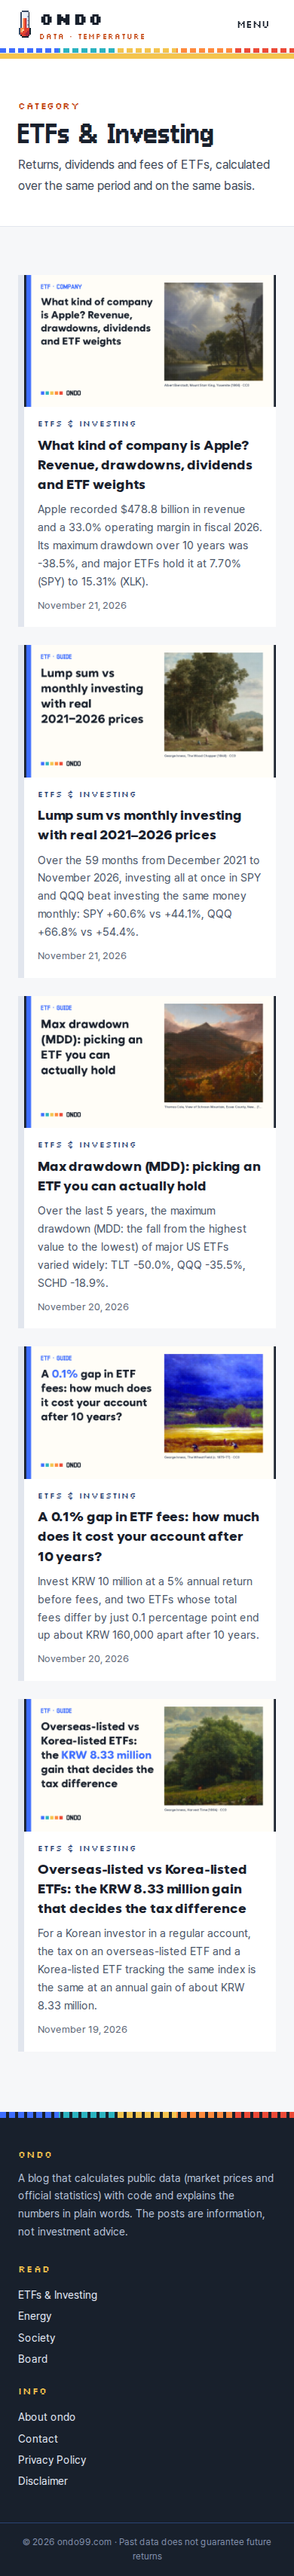 ONDO
DATA · TEMPERATURE
MENU
CATEGORY
ETFs & Investing
Returns, dividends and fees of ETFs, calculated
over the same period and on the same basis.
ETF · COMPANY
What kind of company
is Apple? Revenue,
drawdowns, dividends
and ETF weights
ONDO
ETFS & INVESTING
What kind of company is Apple?
Revenue, drawdowns, dividends
and ETF weights
Apple recorded $478.8 billion in revenue
and a 33.0% operating margin in fiscal 2026.
Its maximum drawdown over 10 years was
-38.5%, and major ETFs hold it at 7.70%
(SPY) to 15.31% (XLK).
November 21, 2026
ETF · GUIDE
Lump sum vs
monthly investing
with real
2021–2026 prices
ONDO
ETFS & INVESTING
Lump sum vs monthly investing
with real 2021–2026 prices
Over the 59 months from December 2021 to
November 2026, investing all at once in SPY
and QQQ beat investing the same money
monthly: SPY +60.6% vs +44.1%, QQQ
+66.8% vs +54.4%.
November 21, 2026
ETF · GUIDE
Max drawdown
(MDD): picking an
ETF you can
actually hold
ONDO
ETFS & INVESTING
Max drawdown (MDD): picking an
ETF you can actually hold
Over the last 5 years, the maximum
drawdown (MDD: the fall from the highest
value to the lowest) of major US ETFs
varied widely: TLT -50.0%, QQQ -35.5%,
SCHD -18.9%.
November 20, 2026
ETF · GUIDE
A 0.1% gap in ETF
fees: how much does
it cost your account
after 10 years?
ONDO
ETFS & INVESTING
A 0.1% gap in ETF fees: how much
does it cost your account after
10 years?
Invest KRW 10 million at a 5% annual return
before fees, and two ETFs whose total
fees differ by just 0.1 percentage point end
up about KRW 160,000 apart after 10 years.
November 20, 2026
ETF · GUIDE
Overseas-listed vs
Korea-listed ETFs:
the KRW 8.33 million
gain that decides the
tax difference
ONDO
ETFS & INVESTING
Overseas-listed vs Korea-listed
ETFs: the KRW 8.33 million gain
that decides the tax difference
For a Korean investor in a regular account,
the tax on an overseas-listed ETF and a
Korea-listed ETF tracking the same index is
the same at an annual gain of about KRW
8.33 million.
November 19, 2026
ONDO
A blog that calculates public data (market prices and
official statistics) with code and explains the
numbers in plain words. The posts are information,
not investment advice.
READ
ETFs & Investing
Energy
Society
Board
INFO
About ondo
Contact
Privacy Policy
Disclaimer
© 2026 ondo99.com · Past data does not guarantee future
returns